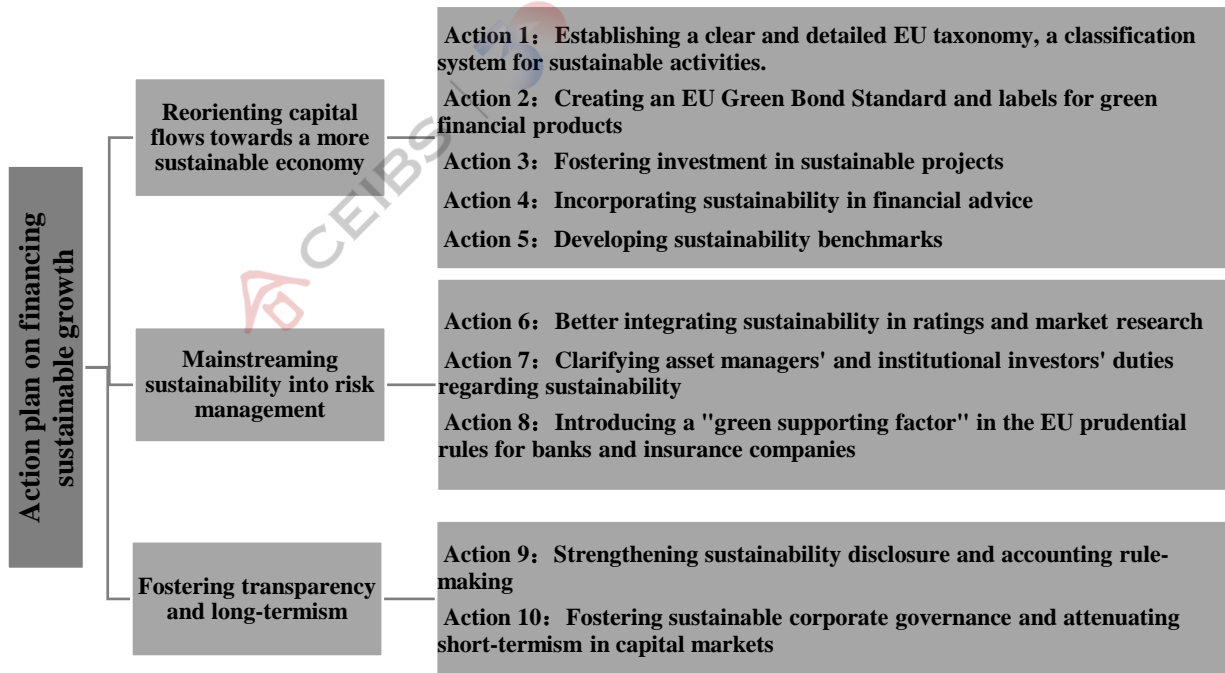 Action plan on financing
sustainable growth
Reorienting capital
flows towards a more
sustainable economy
Action 1：Establishing a clear and detailed EU taxonomy, a classification
system for sustainable activities.
Action 2：Creating an EU Green Bond Standard and labels for green
financial products
Action 3：Fostering investment in sustainable projects
Action 4：Incorporating sustainability in financial advice
Action 5：Developing sustainability benchmarks
Mainstreaming
sustainability into risk
management
Action 6：Better integrating sustainability in ratings and market research
Action 7：Clarifying asset managers' and institutional investors' duties
regarding sustainability
Action 8：Introducing a "green supporting factor" in the EU prudential
rules for banks and insurance companies
Fostering transparency
and long-termism
Action 9：Strengthening sustainability disclosure and accounting rule-
making
Action 10：Fostering sustainable corporate governance and attenuating
short-termism in capital markets
CEIBS